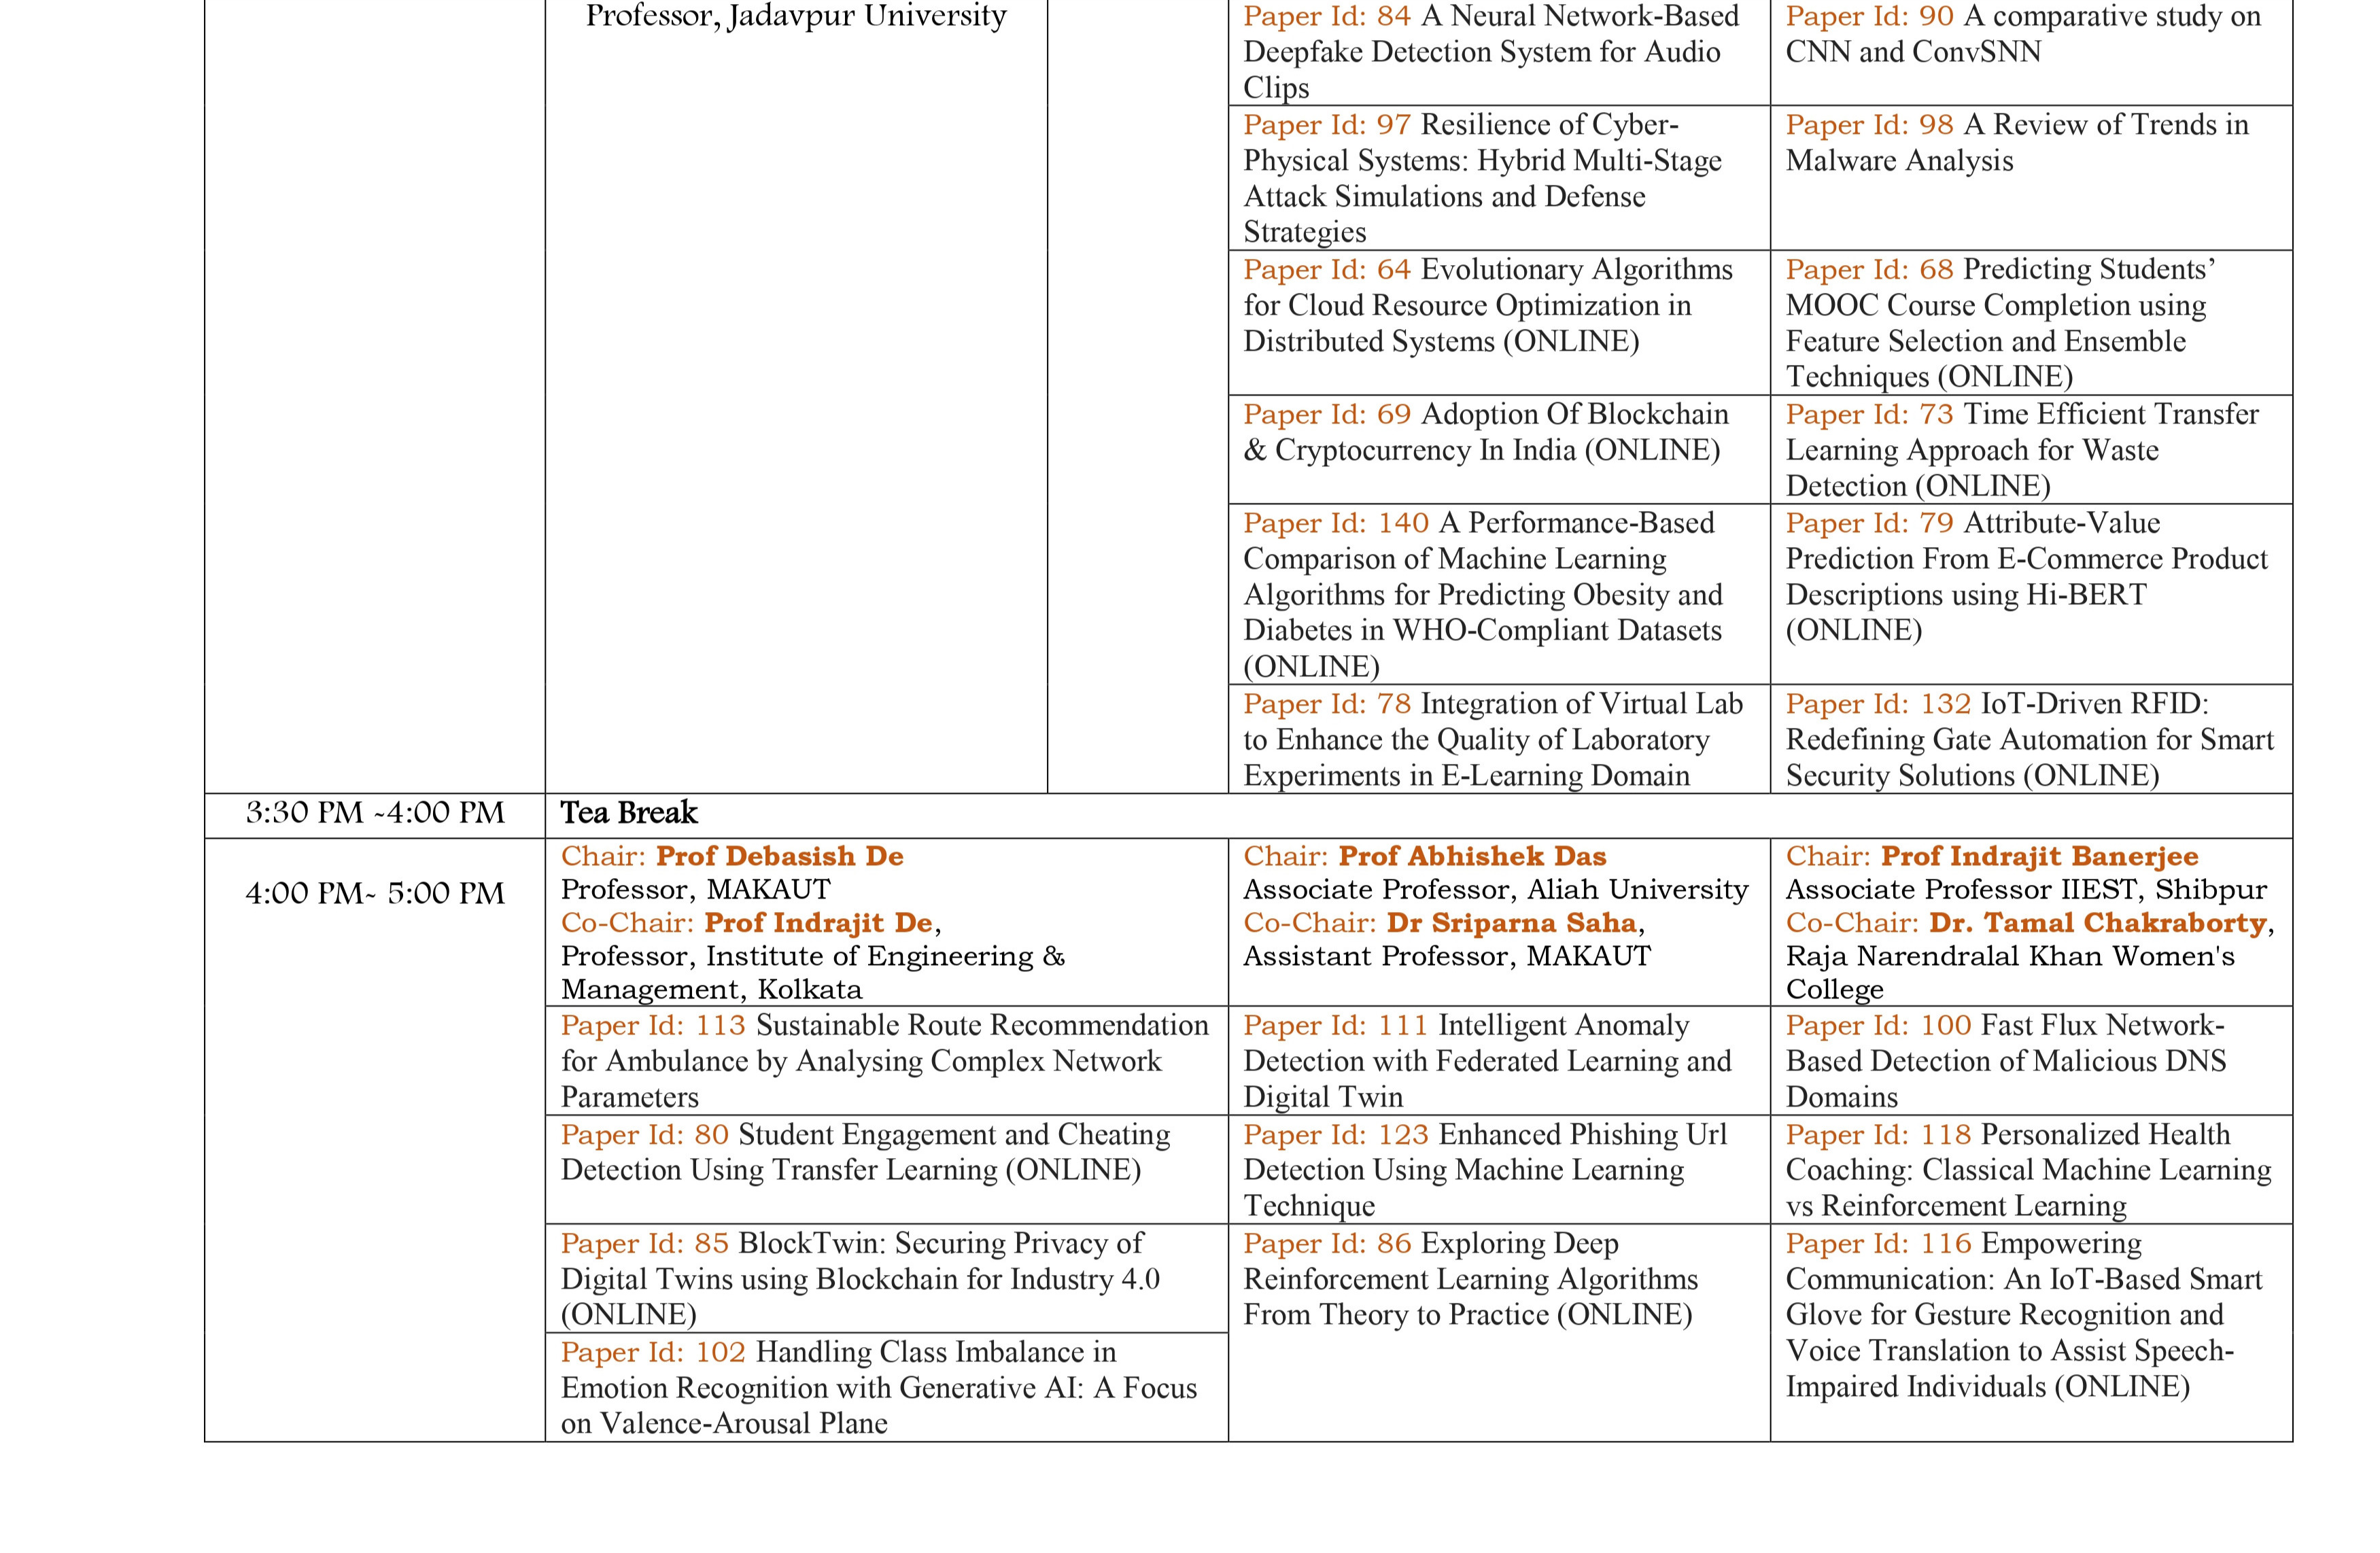 Professor, Jadavpur University
Paper Id: 84 A Neural Network-Based
Deepfake Detection System for Audio
Clips
Paper Id: 90 A comparative study on
CNN and ConvSNN
Paper Id: 97 Resilience of Cyber-
Physical Systems: Hybrid Multi-Stage
Attack Simulations and Defense
Strategies
Paper Id: 98 A Review of Trends in
Malware Analysis
Paper Id: 64 Evolutionary Algorithms
for Cloud Resource Optimization in
Distributed Systems (ONLINE)
Paper Id: 68 Predicting Students’
MOOC Course Completion using
Feature Selection and Ensemble
Techniques (ONLINE)
Paper Id: 69 Adoption Of Blockchain
& Cryptocurrency In India (ONLINE)
Paper Id: 73 Time Efficient Transfer
Learning Approach for Waste
Detection (ONLINE)
Paper Id: 140 A Performance-Based
Comparison of Machine Learning
Algorithms for Predicting Obesity and
Diabetes in WHO-Compliant Datasets
(ONLINE)
Paper Id: 79 Attribute-Value
Prediction From E-Commerce Product
Descriptions using Hi-BERT
(ONLINE)
Paper Id: 78 Integration of Virtual Lab
to Enhance the Quality of Laboratory
Experiments in E-Learning Domain
Paper Id: 132 IoT-Driven RFID:
Redefining Gate Automation for Smart
Security Solutions (ONLINE)
3:30 PM -4:00 PM
Tea Break
4:00 PM- 5:00 PM
Chair: Prof Debasish De
Professor, MAKAUT
Co-Chair: Prof Indrajit De,
Professor, Institute of Engineering &
Management, Kolkata
Chair: Prof Abhishek Das
Associate Professor, Aliah University
Co-Chair: Dr Sriparna Saha,
Assistant Professor, MAKAUT
Chair: Prof Indrajit Banerjee
Associate Professor IIEST, Shibpur
Co-Chair: Dr. Tamal Chakraborty,
Raja Narendralal Khan Women's
College
Paper Id: 113 Sustainable Route Recommendation
for Ambulance by Analysing Complex Network
Parameters
Paper Id: 111 Intelligent Anomaly
Detection with Federated Learning and
Digital Twin
Paper Id: 100 Fast Flux Network-
Based Detection of Malicious DNS
Domains
Paper Id: 80 Student Engagement and Cheating
Detection Using Transfer Learning (ONLINE)
Paper Id: 123 Enhanced Phishing Url
Detection Using Machine Learning
Technique
Paper Id: 118 Personalized Health
Coaching: Classical Machine Learning
vs Reinforcement Learning
Paper Id: 85 BlockTwin: Securing Privacy of
Digital Twins using Blockchain for Industry 4.0
(ONLINE)
Paper Id: 86 Exploring Deep
Reinforcement Learning Algorithms
From Theory to Practice (ONLINE)
Paper Id: 116 Empowering
Communication: An IoT-Based Smart
Glove for Gesture Recognition and
Voice Translation to Assist Speech-
Impaired Individuals (ONLINE)
Paper Id: 102 Handling Class Imbalance in
Emotion Recognition with Generative AI: A Focus
on Valence-Arousal Plane